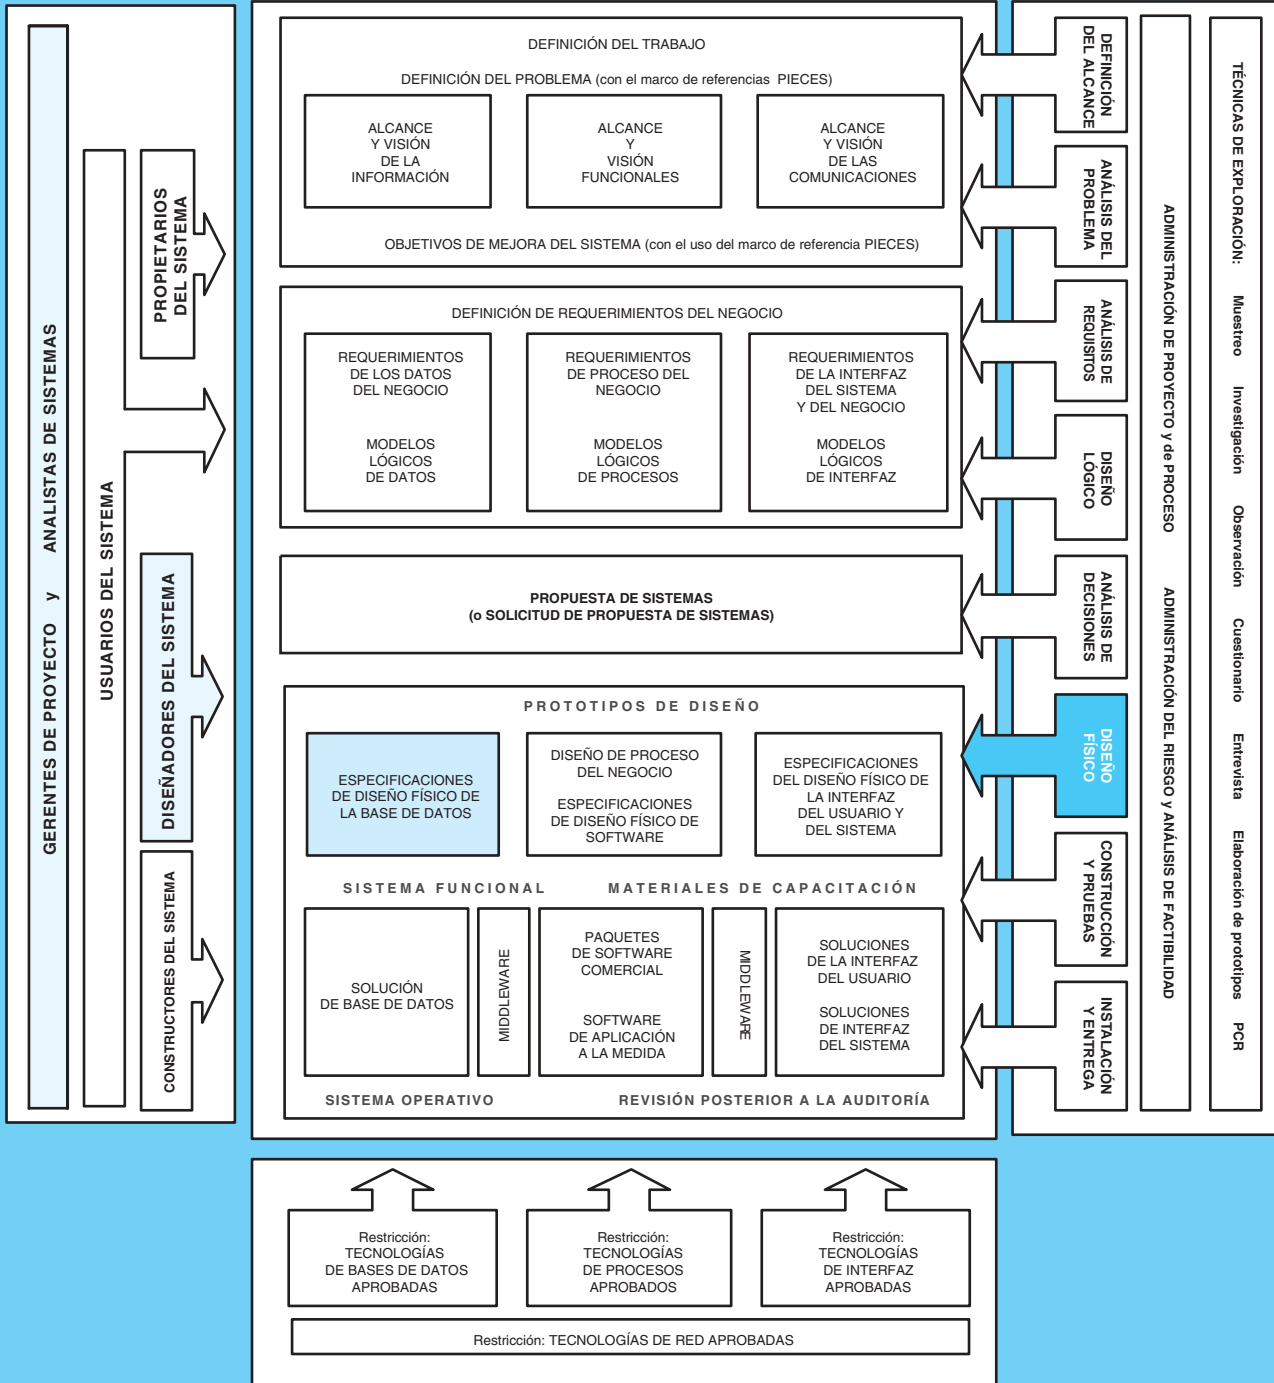 GERENTES DE PROYECTO y ANALISTAS DE SISTEMAS
USUARIOS DEL SISTEMA
PROPIETARIOS
DEL SISTEMA
DISEÑADORES DEL SISTEMA
CONSTRUCTORES DEL SISTEMA
DEFINICIÓN DEL TRABAJO
DEFINICIÓN DEL PROBLEMA (con el marco de referencias PIECES)
ALCANCE
Y VISIÓN
DE LA
INFORMACIÓN
ALCANCE
Y
VISIÓN
FUNCIONALES
ALCANCE
Y VISIÓN
DE LAS
COMUNICACIONES
OBJETIVOS DE MEJORA DEL SISTEMA (con el uso del marco de referencia PIECES)
DEFINICIÓN DE REQUERIMIENTOS DEL NEGOCIO
REQUERIMIENTOS
DE LOS DATOS
DEL NEGOCIO
MODELOS
LÓGICOS
DE DATOS
REQUERIMIENTOS
DE PROCESO DEL
NEGOCIO
MODELOS
LÓGICOS
DE PROCESOS
REQUERIMIENTOS
DE LA INTERFAZ
DEL SISTEMA
Y DEL NEGOCIO
MODELOS
LÓGICOS
DE INTERFAZ
PROPUESTA DE SISTEMAS
(o SOLICITUD DE PROPUESTA DE SISTEMAS)
PROTOTIPOS DE DISEÑO
ESPECIFICACIONES
DE DISEÑO FÍSICO DE
LA BASE DE DATOS
DISEÑO DE PROCESO
DEL NEGOCIO
ESPECIFICACIONES
DE DISEÑO FÍSICO DE
SOFTWARE
ESPECIFICACIONES
DEL DISEÑO FÍSICO DE
LA INTERFAZ
DEL USUARIO Y
DEL SISTEMA
SISTEMA FUNCIONAL
MATERIALES DE CAPACITACIÓN
SOLUCIÓN
DE BASE DE DATOS
MIDDLEWARE
PAQUETES
DE SOFTWARE
COMERCIAL
SOFTWARE
DE APLICACIÓN
A LA MEDIDA
MIDDLEWARE
SOLUCIONES
DE LA INTERFAZ
DEL USUARIO
SOLUCIONES
DE INTERFAZ
DEL SISTEMA
SISTEMA OPERATIVO
REVISIÓN POSTERIOR A LA AUDITORÍA
Restricción:
TECNOLOGÍAS
DE BASES DE DATOS
APROBADAS
Restricción:
TECNOLOGÍAS
DE PROCESOS
APROBADOS
Restricción:
TECNOLOGÍAS
DE INTERFAZ
APROBADAS
Restricción: TECNOLOGÍAS DE RED APROBADAS
DEFINICIÓN
DEL ALCANCE
ANÁLISIS DEL
PROBLEMA
ANÁLISIS DE
REQUISITOS
DISEÑO
LÓGICO
ANÁLISIS DE
DECISIONES
DISEÑO
FÍSICO
CONSTRUCCIÓN
Y PRUEBAS
INSTALACIÓN
Y ENTREGA
ADMINISTRACIÓN DE PROYECTO y de PROCESO ADMINISTRACIÓN DEL RIESGO y ANÁLISIS DE FACTIBILIDAD
TÉCNICAS DE EXPLORACIÓN: Muestreo Investigación Observación Cuestionario Entrevista Elaboración de prototipos PCR